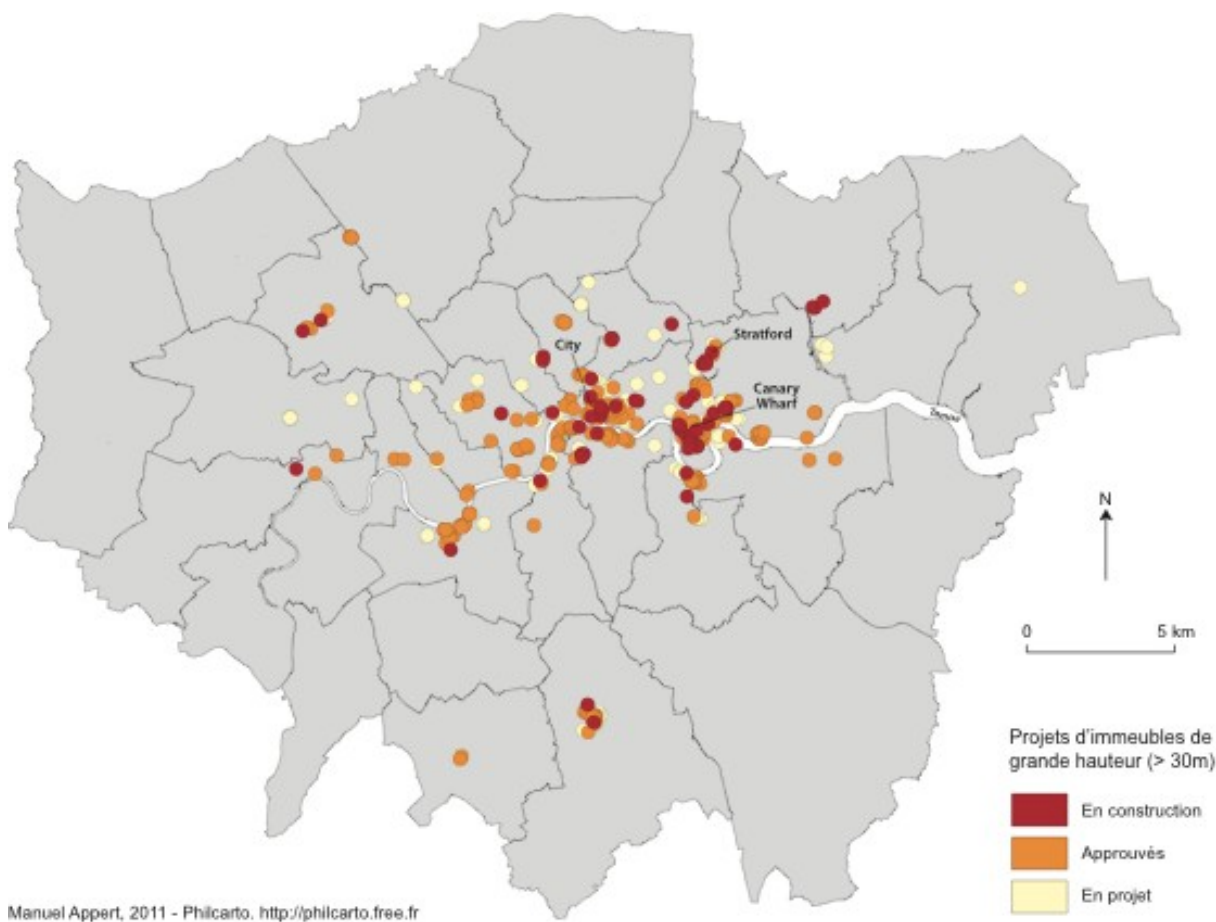 Stratford
City
Canary
Wharf
Tamise
N
0 5 km
Projets d'immeubles de
grande hauteur (> 30m)
En construction
Approuvés
En projet
Manuel Appert, 2011 - Philcarto. http://philcarto.free.fr